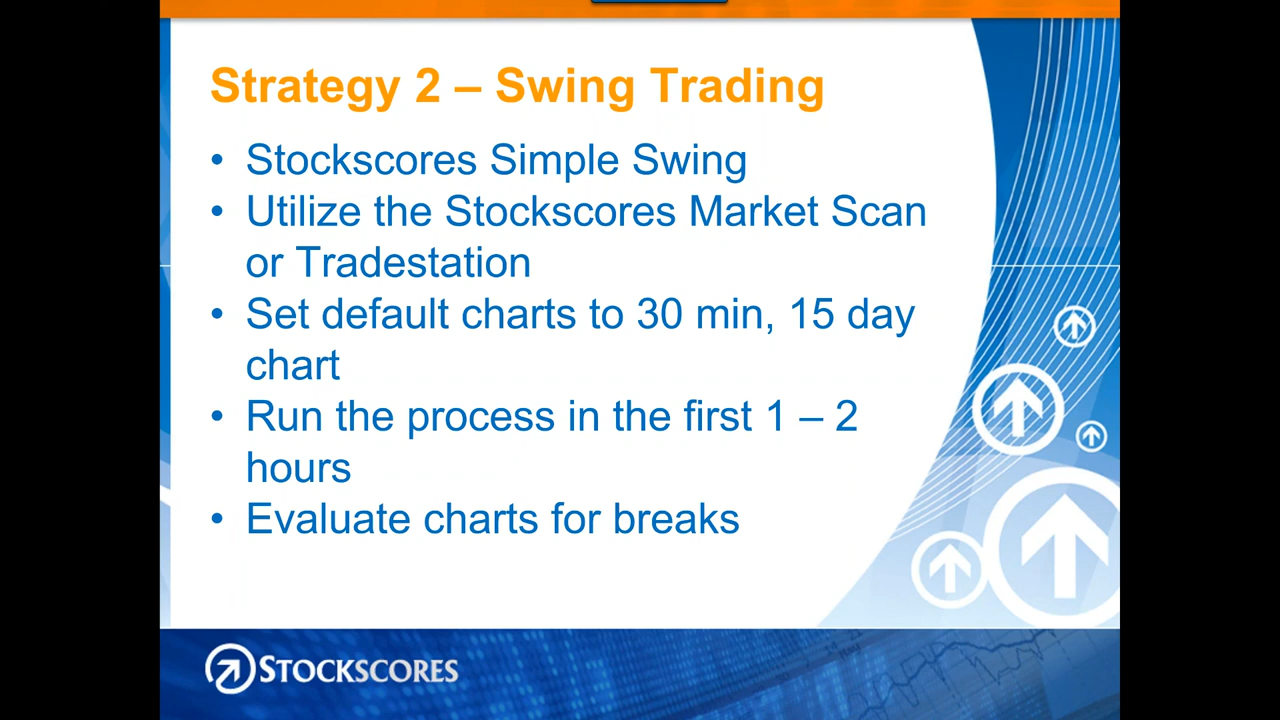 Strategy 2 – Swing Trading
• Stockscores Simple Swing
• Utilize the Stockscores Market Scan
or Tradestation
• Set default charts to 30 min, 15 day
chart
• Run the process in the first 1 – 2
hours
• Evaluate charts for breaks
STOCKSCORES